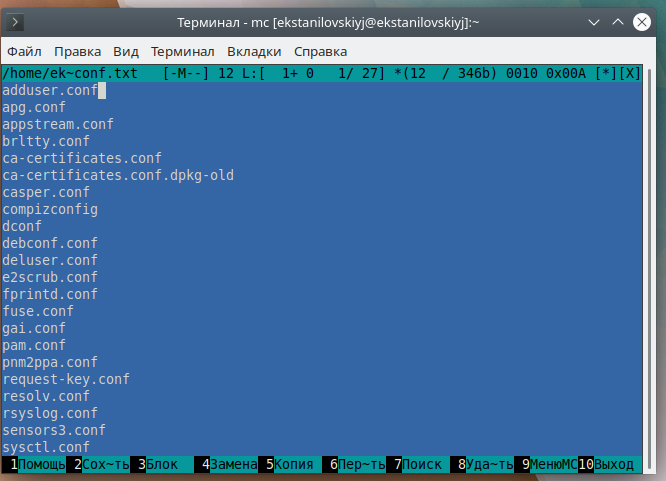 Терминал - mc [ekstanilovskiyj@ekstanilovskiyj]:~
Файл Правка Вид Терминал Вкладки Справка
/home/ek~conf.txt [-M--] 12 L:[ 1+ 0 1/ 27] *(12 / 346b) 0010 0x00A [*][X]
adduser.conf
apg.conf
appstream.conf
brltty.conf
ca-certificates.conf
ca-certificates.conf.dpkg-old
casper.conf
compizconfig
dconf
debconf.conf
deluser.conf
e2scrub.conf
fprintd.conf
fuse.conf
gai.conf
pam.conf
pnm2ppa.conf
request-key.conf
resolv.conf
rsyslog.conf
sensors3.conf
sysctl.conf
1Помощь 2Сох~ть 3Блок 4Замена 5Копия 6Пер~ть 7Поиск 8Уда~ть 9МенюMC 10Выход